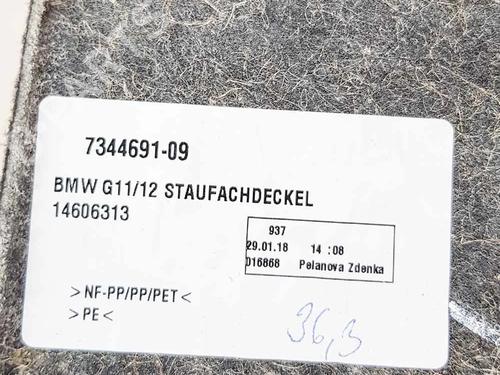 7344691-09
BMW G11/12 STAUFACHDECKEL
14606313
937
29.01.18 14:08
016868 Pelanova Zdenka
>NF-PP/PP/PET<
>PE<
36,3